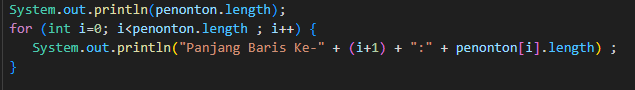 System.out.println(penonton.length);
for (int i=0; i<penonton.length ; i++) {
System.out.println("Panjang Baris Ke-" + (i+1) + ":" + penonton[i].length) ;
}